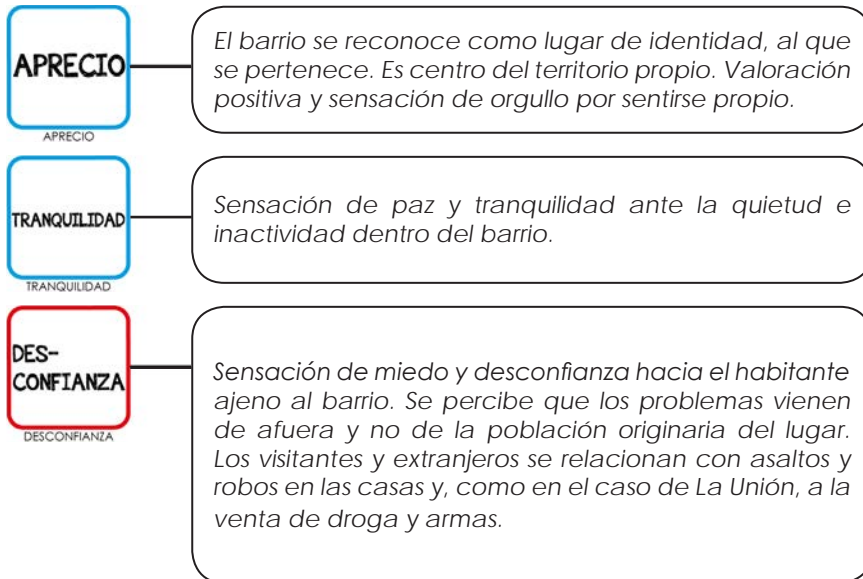 APRECIO
El barrio se reconoce como lugar de identidad, al que
se pertenece. Es centro del territorio propio. Valoración
positiva y sensación de orgullo por sentirse propio.
APRECIO
TRANQUILIDAD
Sensación de paz y tranquilidad ante la quietud e
inactividad dentro del barrio.
TRANQUILIDAD
DES-
CONFIANZA
Sensación de miedo y desconfianza hacia el habitante
ajeno al barrio. Se percibe que los problemas vienen
de afuera y no de la población originaria del lugar.
Los visitantes y extranjeros se relacionan con asaltos y
robos en las casas y, como en el caso de La Unión, a la
venta de droga y armas.
DESCONFIANZA